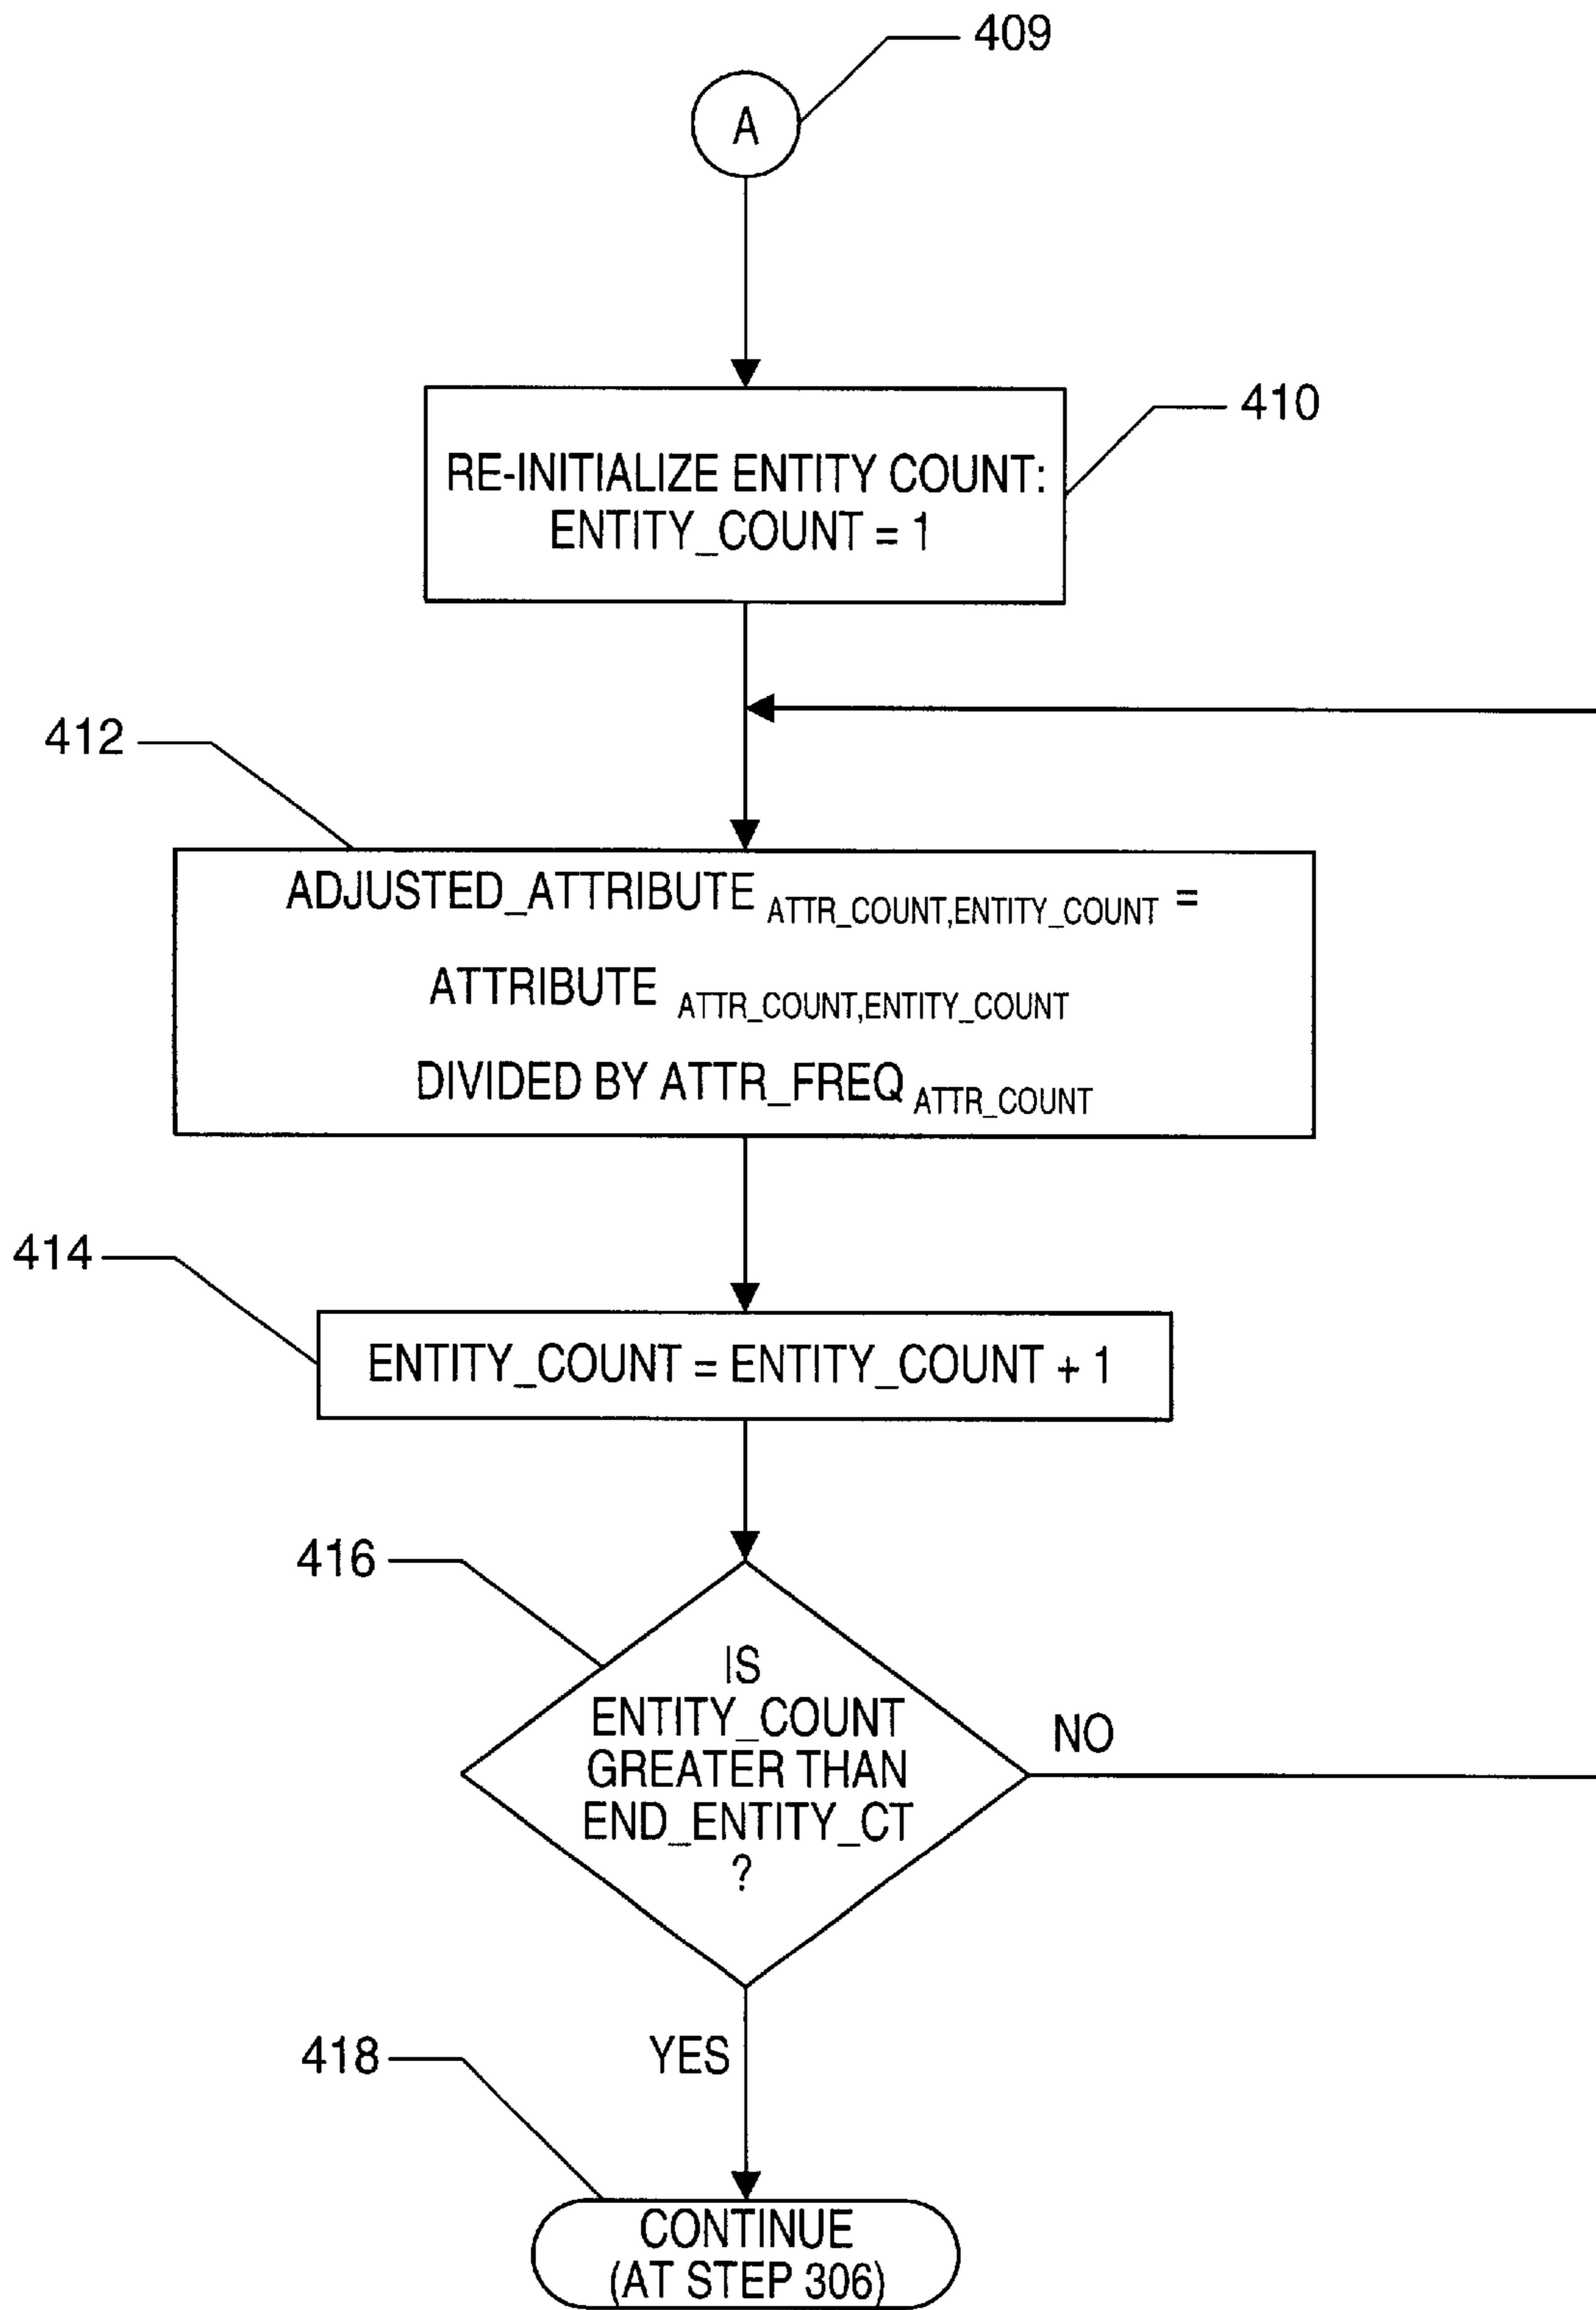 409
A
410
RE-INITIALIZE ENTITY COUNT:
ENTITY_COUNT = 1
412
ADJUSTED_ATTRIBUTE ATTR_COUNT,ENTITY_COUNT =
ATTRIBUTE ATTR_COUNT,ENTITY_COUNT
DIVIDED BY ATTR_FREQ ATTR_COUNT
414
ENTITY_COUNT = ENTITY_COUNT + 1
416
IS
ENTITY_COUNT
GREATER THAN
END_ENTITY_CT
?
NO
YES
418
CONTINUE
(AT STEP 306)